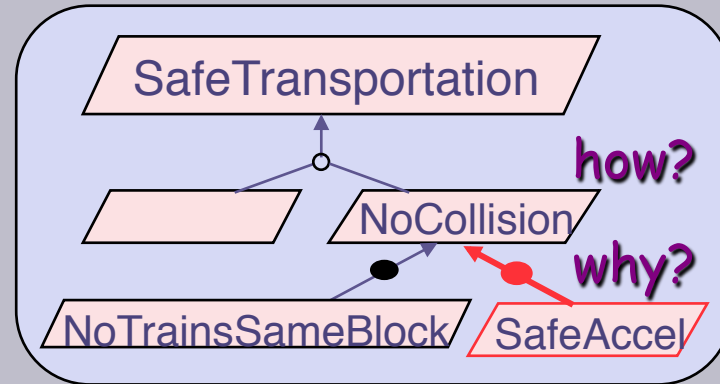 SafeTransportation
how?
NoCollision
why?
NoTrainsSameBlock
SafeAccel